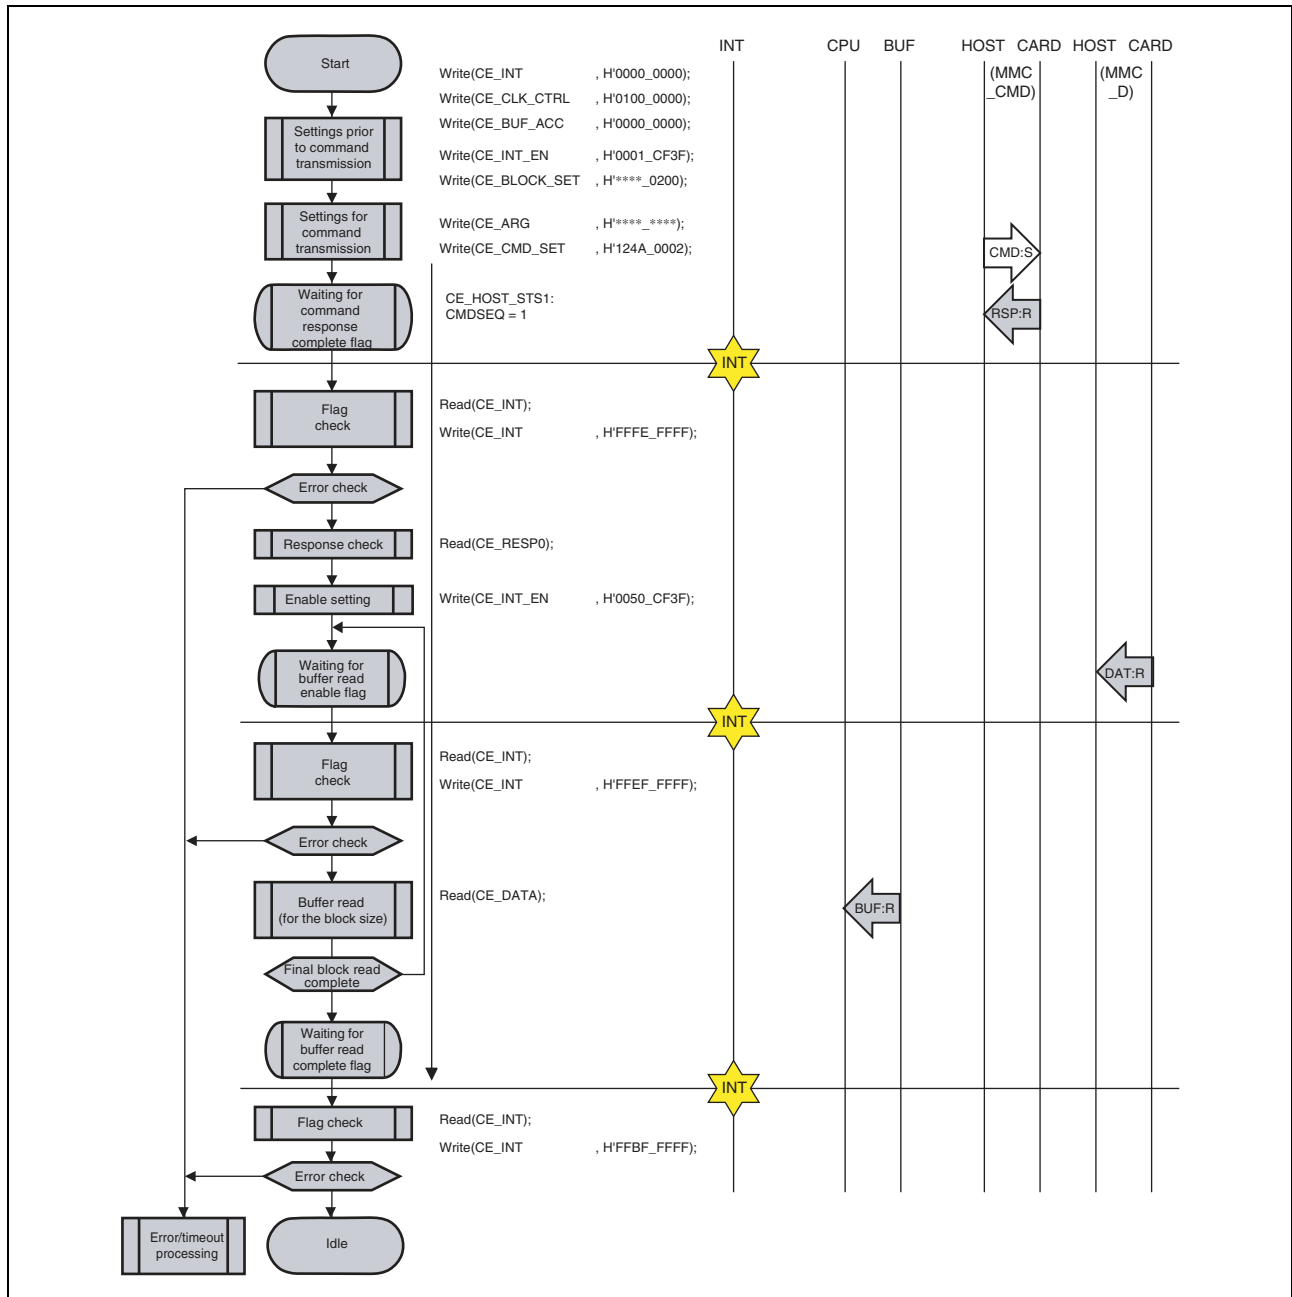 INT CPU BUF HOST CARD HOST CARD
(MMC
_CMD)
(MMC
_D)
Start
Write(CE_INT , H'0000_0000);
Write(CE_CLK_CTRL , H'0100_0000);
Write(CE_BUF_ACC , H'0000_0000);
Settings prior
to command
transmission
Write(CE_INT_EN , H'0001_CF3F);
Write(CE_BLOCK_SET , H'****_0200);
Settings for
command
transmission
Write(CE_ARG , H'****_****);
Write(CE_CMD_SET , H'124A_0002);
CMD:S
Waiting for
command
response
complete flag
CE_HOST_STS1:
CMDSEQ = 1
RSP:R
INT
Flag
check
Read(CE_INT);
Write(CE_INT , H'FFFE_FFFF);
Error check
Response check
Read(CE_RESP0);
Enable setting
Write(CE_INT_EN , H'0050_CF3F);
Waiting for
buffer read
enable flag
DAT:R
INT
Flag
check
Read(CE_INT);
Write(CE_INT , H'FFEF_FFFF);
Error check
Buffer read
(for the block size)
Read(CE_DATA);
BUF:R
Final block read
complete
Waiting for
buffer read
complete flag
INT
Flag check
Read(CE_INT);
Write(CE_INT , H'FFBF_FFFF);
Error check
Error/timeout
processing
Idle